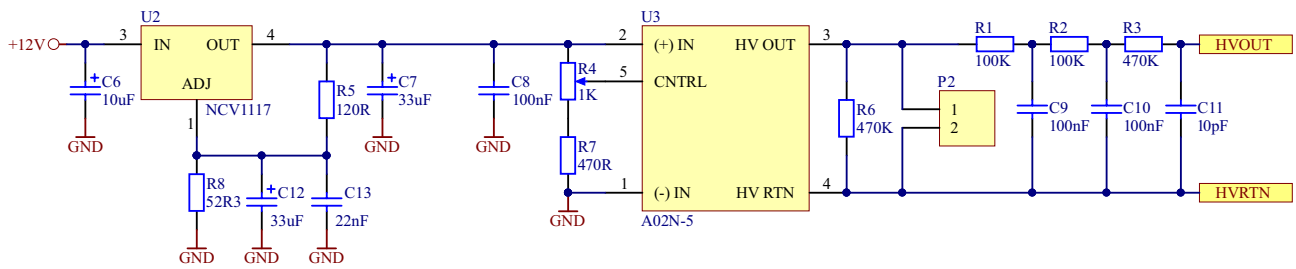 U2
U3
+12V
3
IN
OUT
4
2
(+) IN
HV OUT
3
R1
R2
R3
HVOUT
100K
100K
470K
C6
10uF
ADJ
C7
33uF
C8
100nF
R4
1K
5
CNTRL
P2
1
2
R5
120R
1
NCV1117
R6
470K
C9
100nF
C10
100nF
C11
10pF
GND
GND
GND
R7
470R
R8
52R3
C12
33uF
C13
22nF
1
(-) IN
HV RTN
4
HVRTN
GND
A02N-5
GND
GND
GND